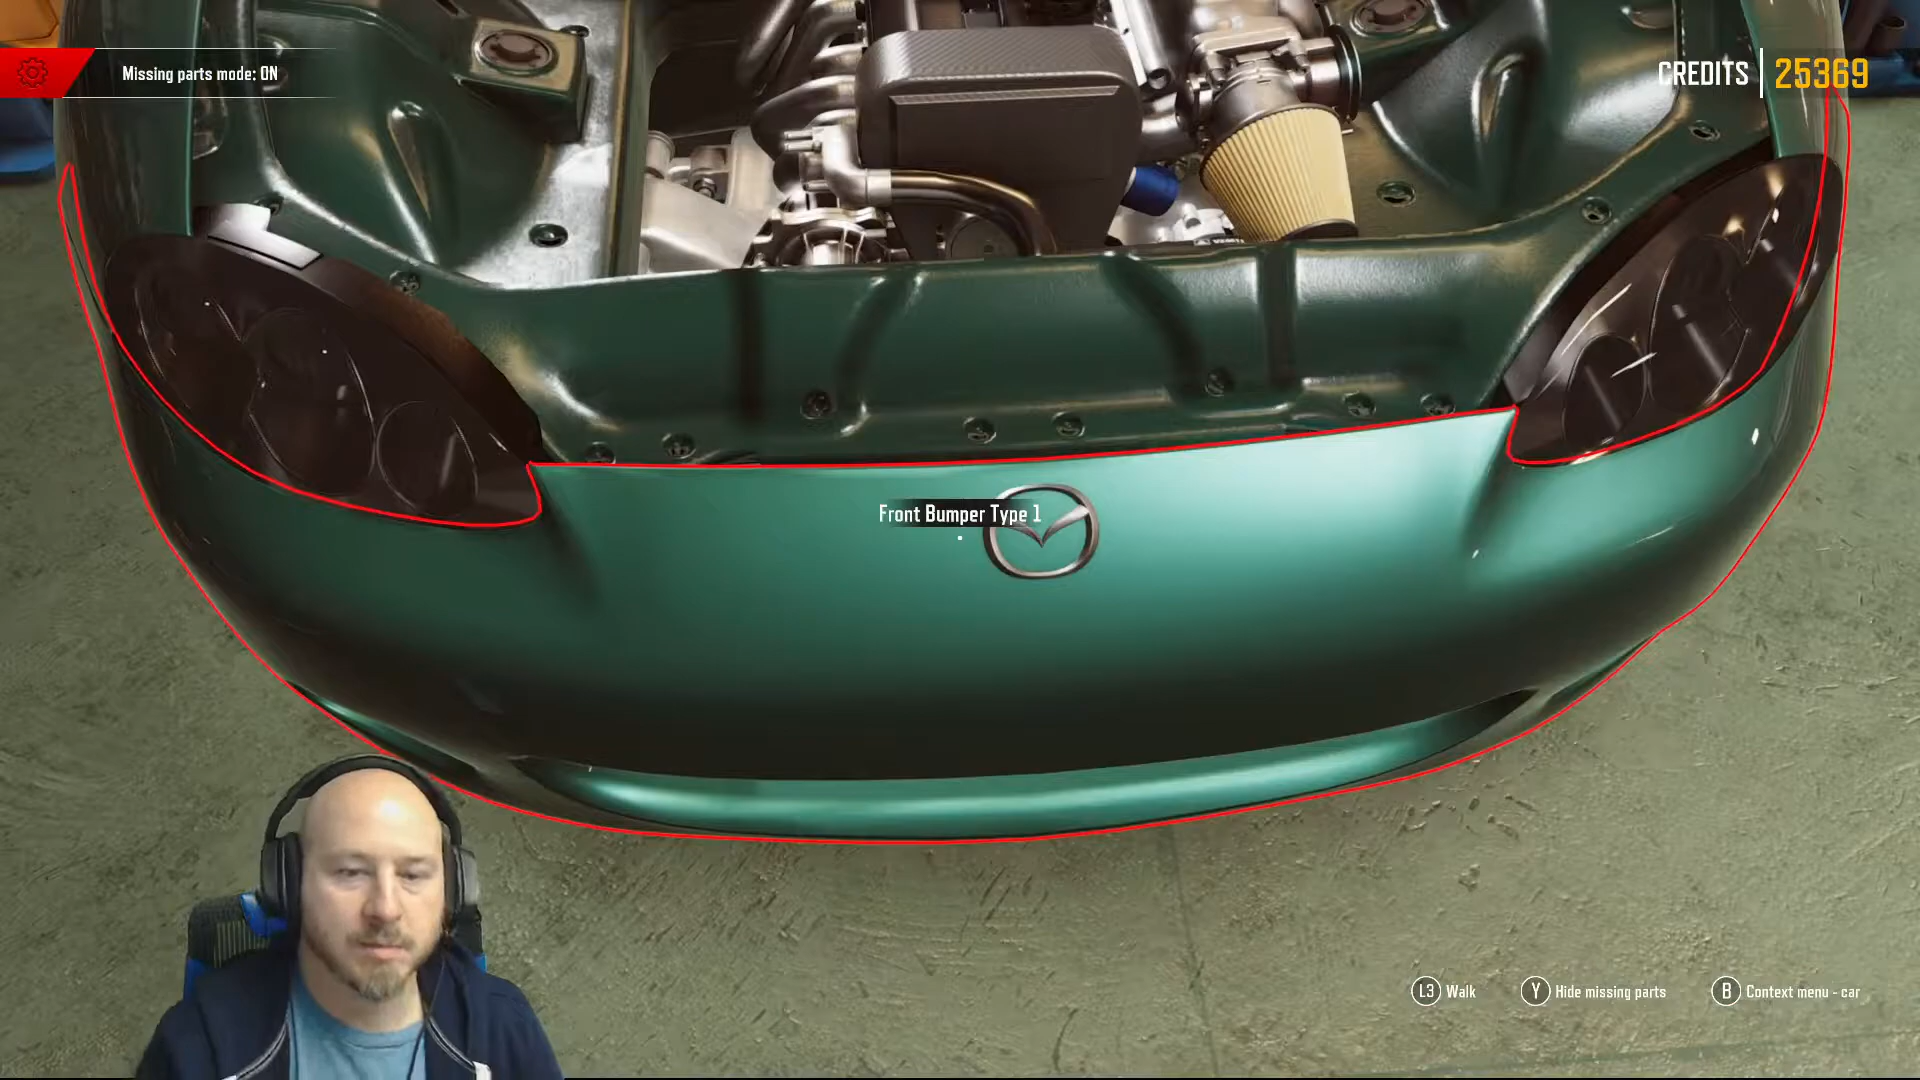 Missing parts mode: ON
CREDITS 25369
Front Bumper Type 1
L3 Walk
Y Hide missing parts
B Context menu - car